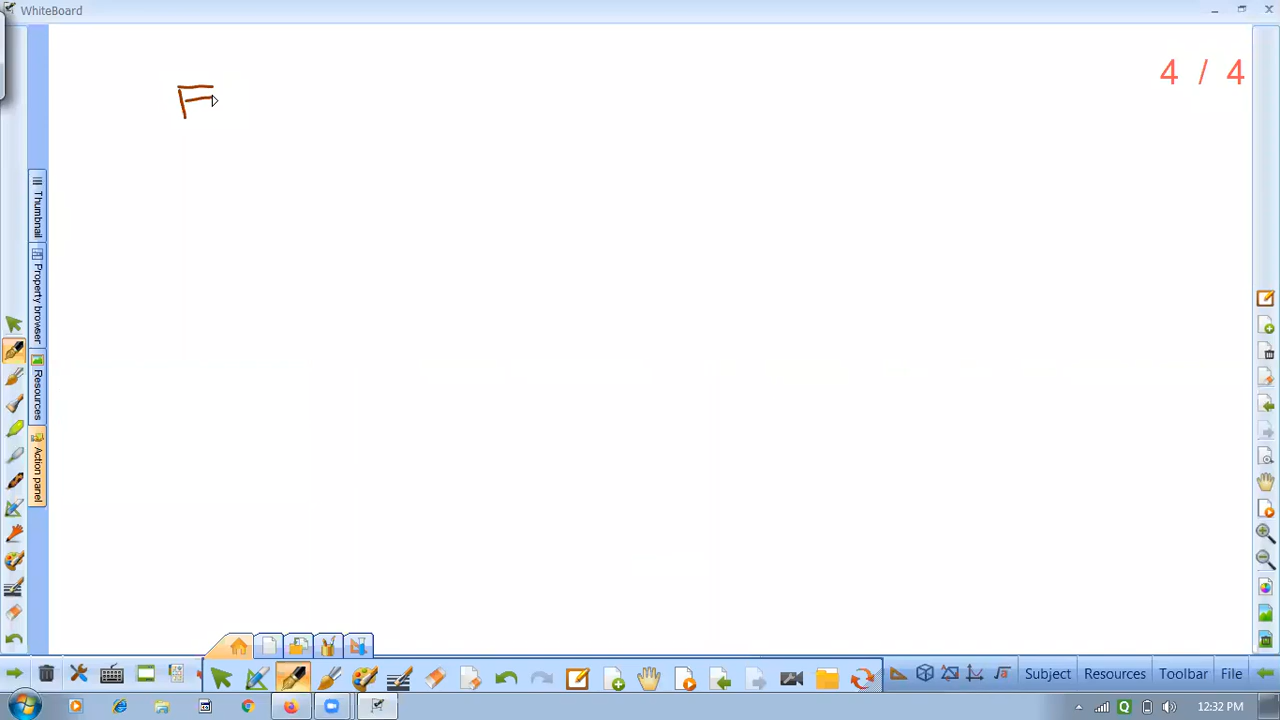 WhiteBoard
4 / 4
F
Thumbnail
Property browser
Resources
Action panel
Subject
Resources
Toolbar
File
12:32 PM